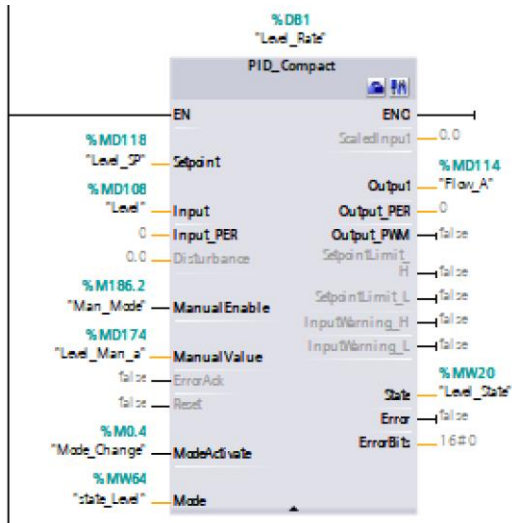 %DB1
"Level_Rate"
PID_Compact
EN
ENO
ScaledInput
0.0
%MD118
"Level_SP"
Setpoint
%MD114
Output
"Flow_A"
%MD108
"Level"
Input
Output_PER
0
0
Input_PER
Output_PWM
false
0.0
Disturbance
SetpointLimit_
H
false
%M186.2
"Man_Mode"
ManualEnable
SetpointLimit_L
false
InputWarning_H
false
%MD174
"Level_Man_a"
ManualValue
InputWarning_L
false
false
ErrorAck
%MW20
State
"Level_State"
false
Reset
Error
false
%M0.4
"Mode_Change"
ModeActivate
ErrorBits
16#0
%MW64
"state_Level"
Mode